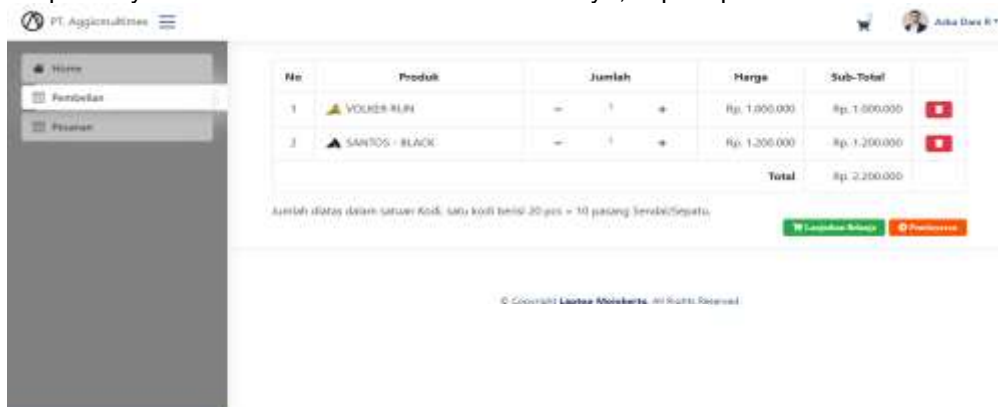 PT. Aggiomultimex
Home
Pembelian
Pesanan
No Produk Jumlah Harga Sub-Total
1 VOLKER RUN - 1 + Rp. 1.000.000 Rp. 1.000.000
2 SANTOS - BLACK - 1 + Rp. 1.200.000 Rp. 1.200.000
Total Rp. 2.200.000
Jumlah diatas dalam satuan Kodi. satu kodi berisi 20 pcs = 10 pasang Sendal/Sepatu.
Lanjutkan Belanja Pembayaran
© Copyright Mojokerto. All Rights Reserved